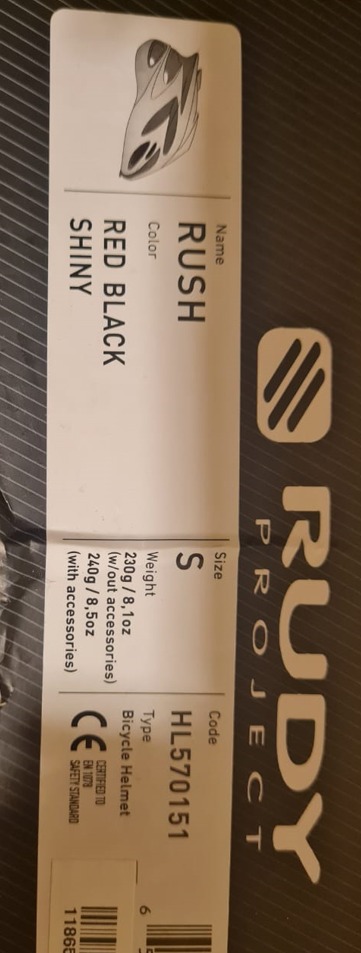 RUDY
PROJECT
Name
RUSH
Color
RED BLACK
SHINY
Size
S
Weight
230g / 8,1oz
(w/out accessories)
240g / 8,5oz
(with accessories)
Code
HL570151
Type
Bicycle Helmet
CE
CERTIFIED TO
EN 1078
SAFETY STANDARD
6